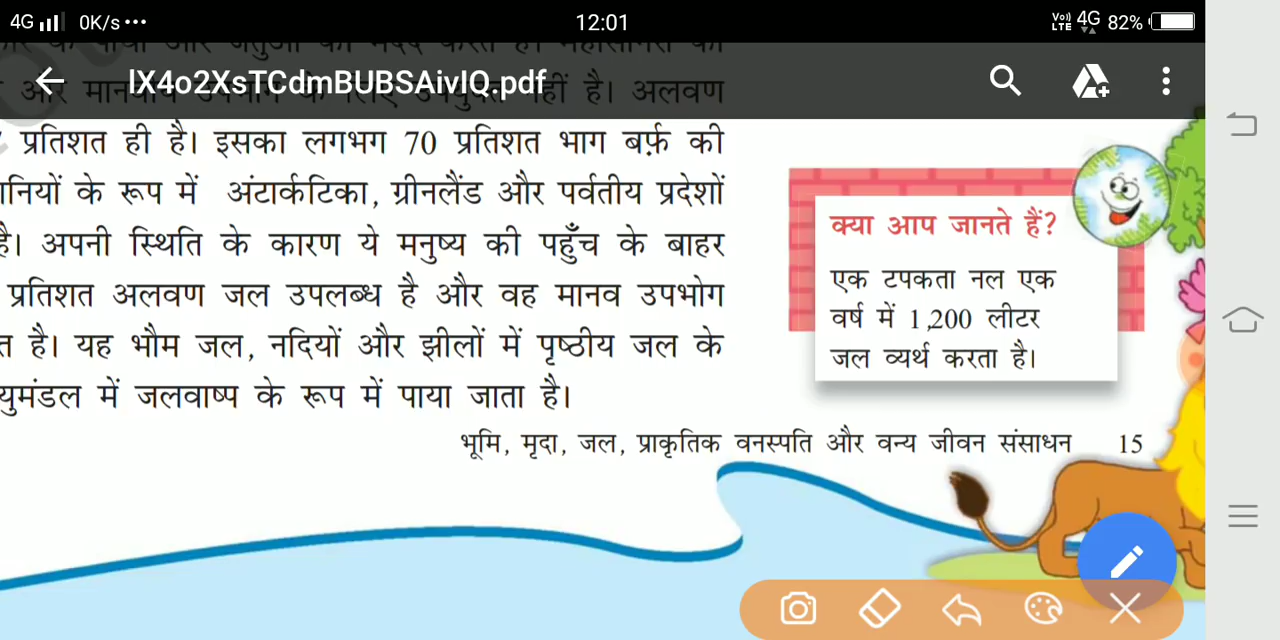 4G 0K/s ••• 12:01 4G 82%
lX4o2XsTCdmBUBSAivIQ.pdf
और मानवीय उपभोग के लिए उपयुक्त नहीं है। अलवण
प्रतिशत ही है। इसका लगभग 70 प्रतिशत भाग बर्फ़ की
अंटार्कटिका, ग्रीनलैंड और पर्वतीय प्रदेशों
है। अपनी स्थिति के कारण ये मनुष्य की पहुँच के बाहर
प्रतिशत अलवण जल उपलब्ध है और वह मानव उपभोग
है। यह भौम जल, नदियों और झीलों में पृष्ठीय जल के
में जलवाष्प के रूप में पाया जाता है।
क्या आप जानते हैं?
एक टपकता नल एक
वर्ष में 1,200 लीटर
जल व्यर्थ करता है।
भूमि, मृदा, जल, प्राकृतिक वनस्पति और वन्य जीवन संसाधन 15